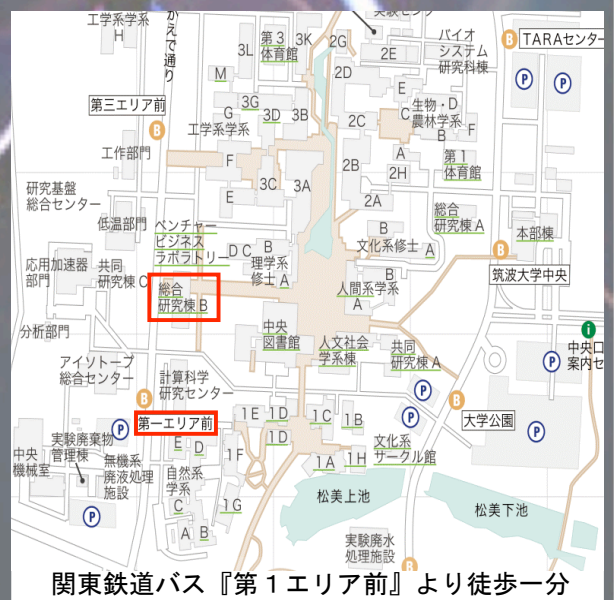 工学系学系
H
かえで通り
3L
第３
体育館
3K
2G
2E
バイオ
システム
研究科棟
B
TARAセンター
P
P
M
2D
E
3G
G
3D
3B
工学系学系
第三エリア前
B
生物・
農林学系
D
C
B
F
2C
工作部門
F
E
3C
3A
2B
A
2H
第１
体育館
2A
研究基盤
総合センター
低温部門
ベンチャー
ビジネス
ラボラトリー
D C
B
理学系
修士 A
総合
研究棟 A
B
文化系修士 A
本部棟
B
筑波大学中央
応用加速器
部門
共同
研究棟 C
総合
研究棟 B
B
人間系学系
A
分析部門
中央
図書館
人文社会
学系棟
共同
研究棟 A
i
中央口
案内セ
P
アイソトープ
総合センター
計算科学
研究センター
B
第一エリア前
P
P
P
B
大学公園
P
1E
1D
1D
1C
1B
1A
1H
文化系
サークル館
1F
1G
E
D
自然系
学系
C
A
B
中央
機械室
実験廃棄物
管理棟
無機系
廃液処理
施設
P
松美上池
松美下池
実験廃水
処理施設
B
関東鉄道バス『第１エリア前』より徒歩一分